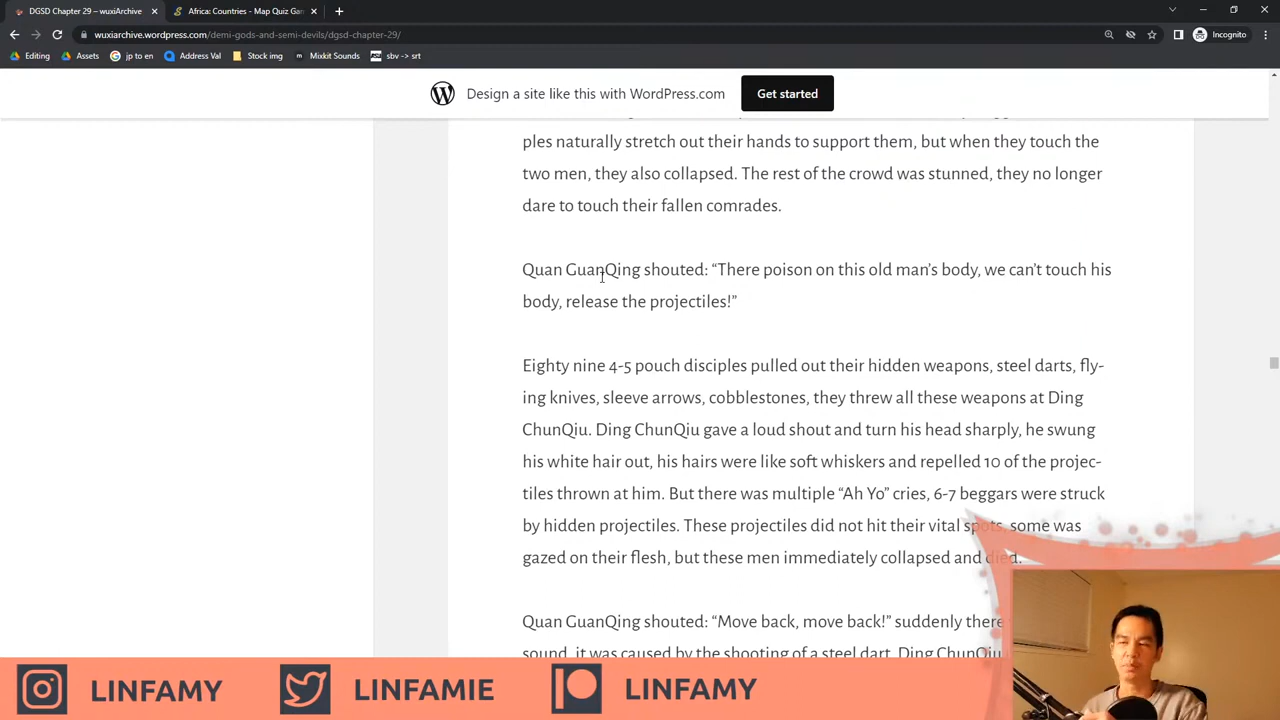 DGSD Chapter 29 – wuxiArchive
Africa: Countries - Map Quiz Gam
wuxiarchive.wordpress.com/demi-gods-and-semi-devils/dgsd-chapter-29/
Incognito
Editing
Assets
jp to en
Address Val
Stock img
Mixkit Sounds
sbv -> srt
Design a site like this with WordPress.com
Get started
ples naturally stretch out their hands to support them, but when they touch the
two men, they also collapsed. The rest of the crowd was stunned, they no longer
dare to touch their fallen comrades.
Quan GuanQing shouted: “There poison on this old man’s body, we can’t touch his
body, release the projectiles!”
Eighty nine 4-5 pouch disciples pulled out their hidden weapons, steel darts, fly-
ing knives, sleeve arrows, cobblestones, they threw all these weapons at Ding
ChunQiu. Ding ChunQiu gave a loud shout and turn his head sharply, he swung
his white hair out, his hairs were like soft whiskers and repelled 10 of the projec-
tiles thrown at him. But there was multiple “Ah Yo” cries, 6-7 beggars were struck
by hidden projectiles. These projectiles did not hit their vital spots, some was
gazed on their flesh, but these men immediately collapsed and died.
Quan GuanQing shouted: “Move back, move back!” suddenly there
sound, it was caused by the shooting of a steel dart. Ding ChunQiu
LINFAMY
LINFAMIE
LINFAMY